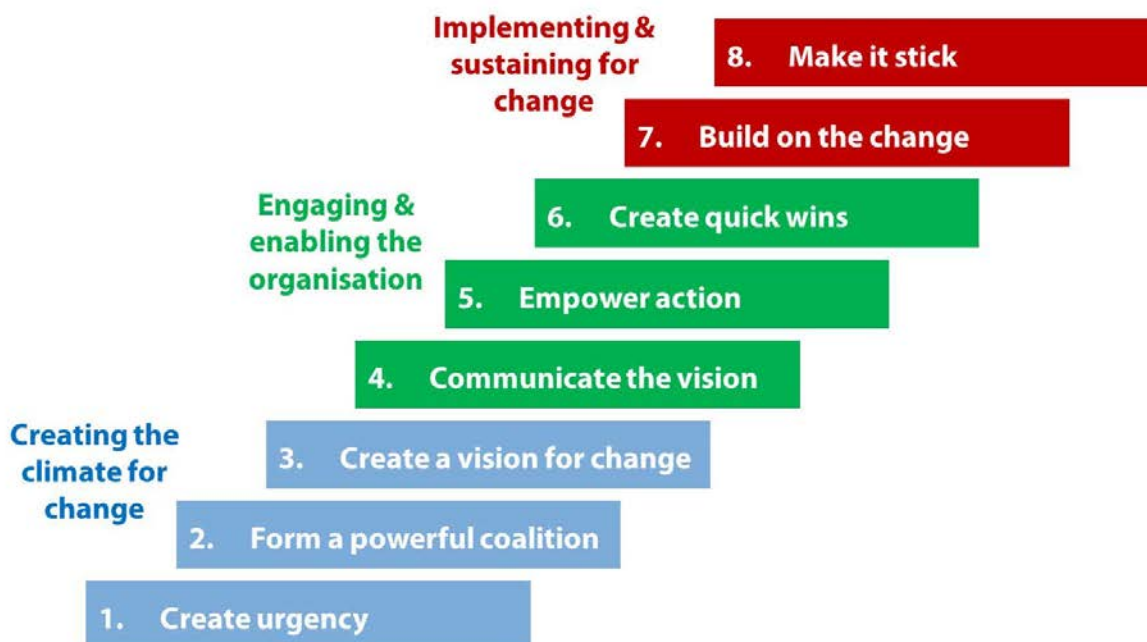 Implementing &
sustaining for
change
8. Make it stick
7. Build on the change
Engaging &
enabling the
organisation
6. Create quick wins
5. Empower action
4. Communicate the vision
Creating the
climate for
change
3. Create a vision for change
2. Form a powerful coalition
1. Create urgency